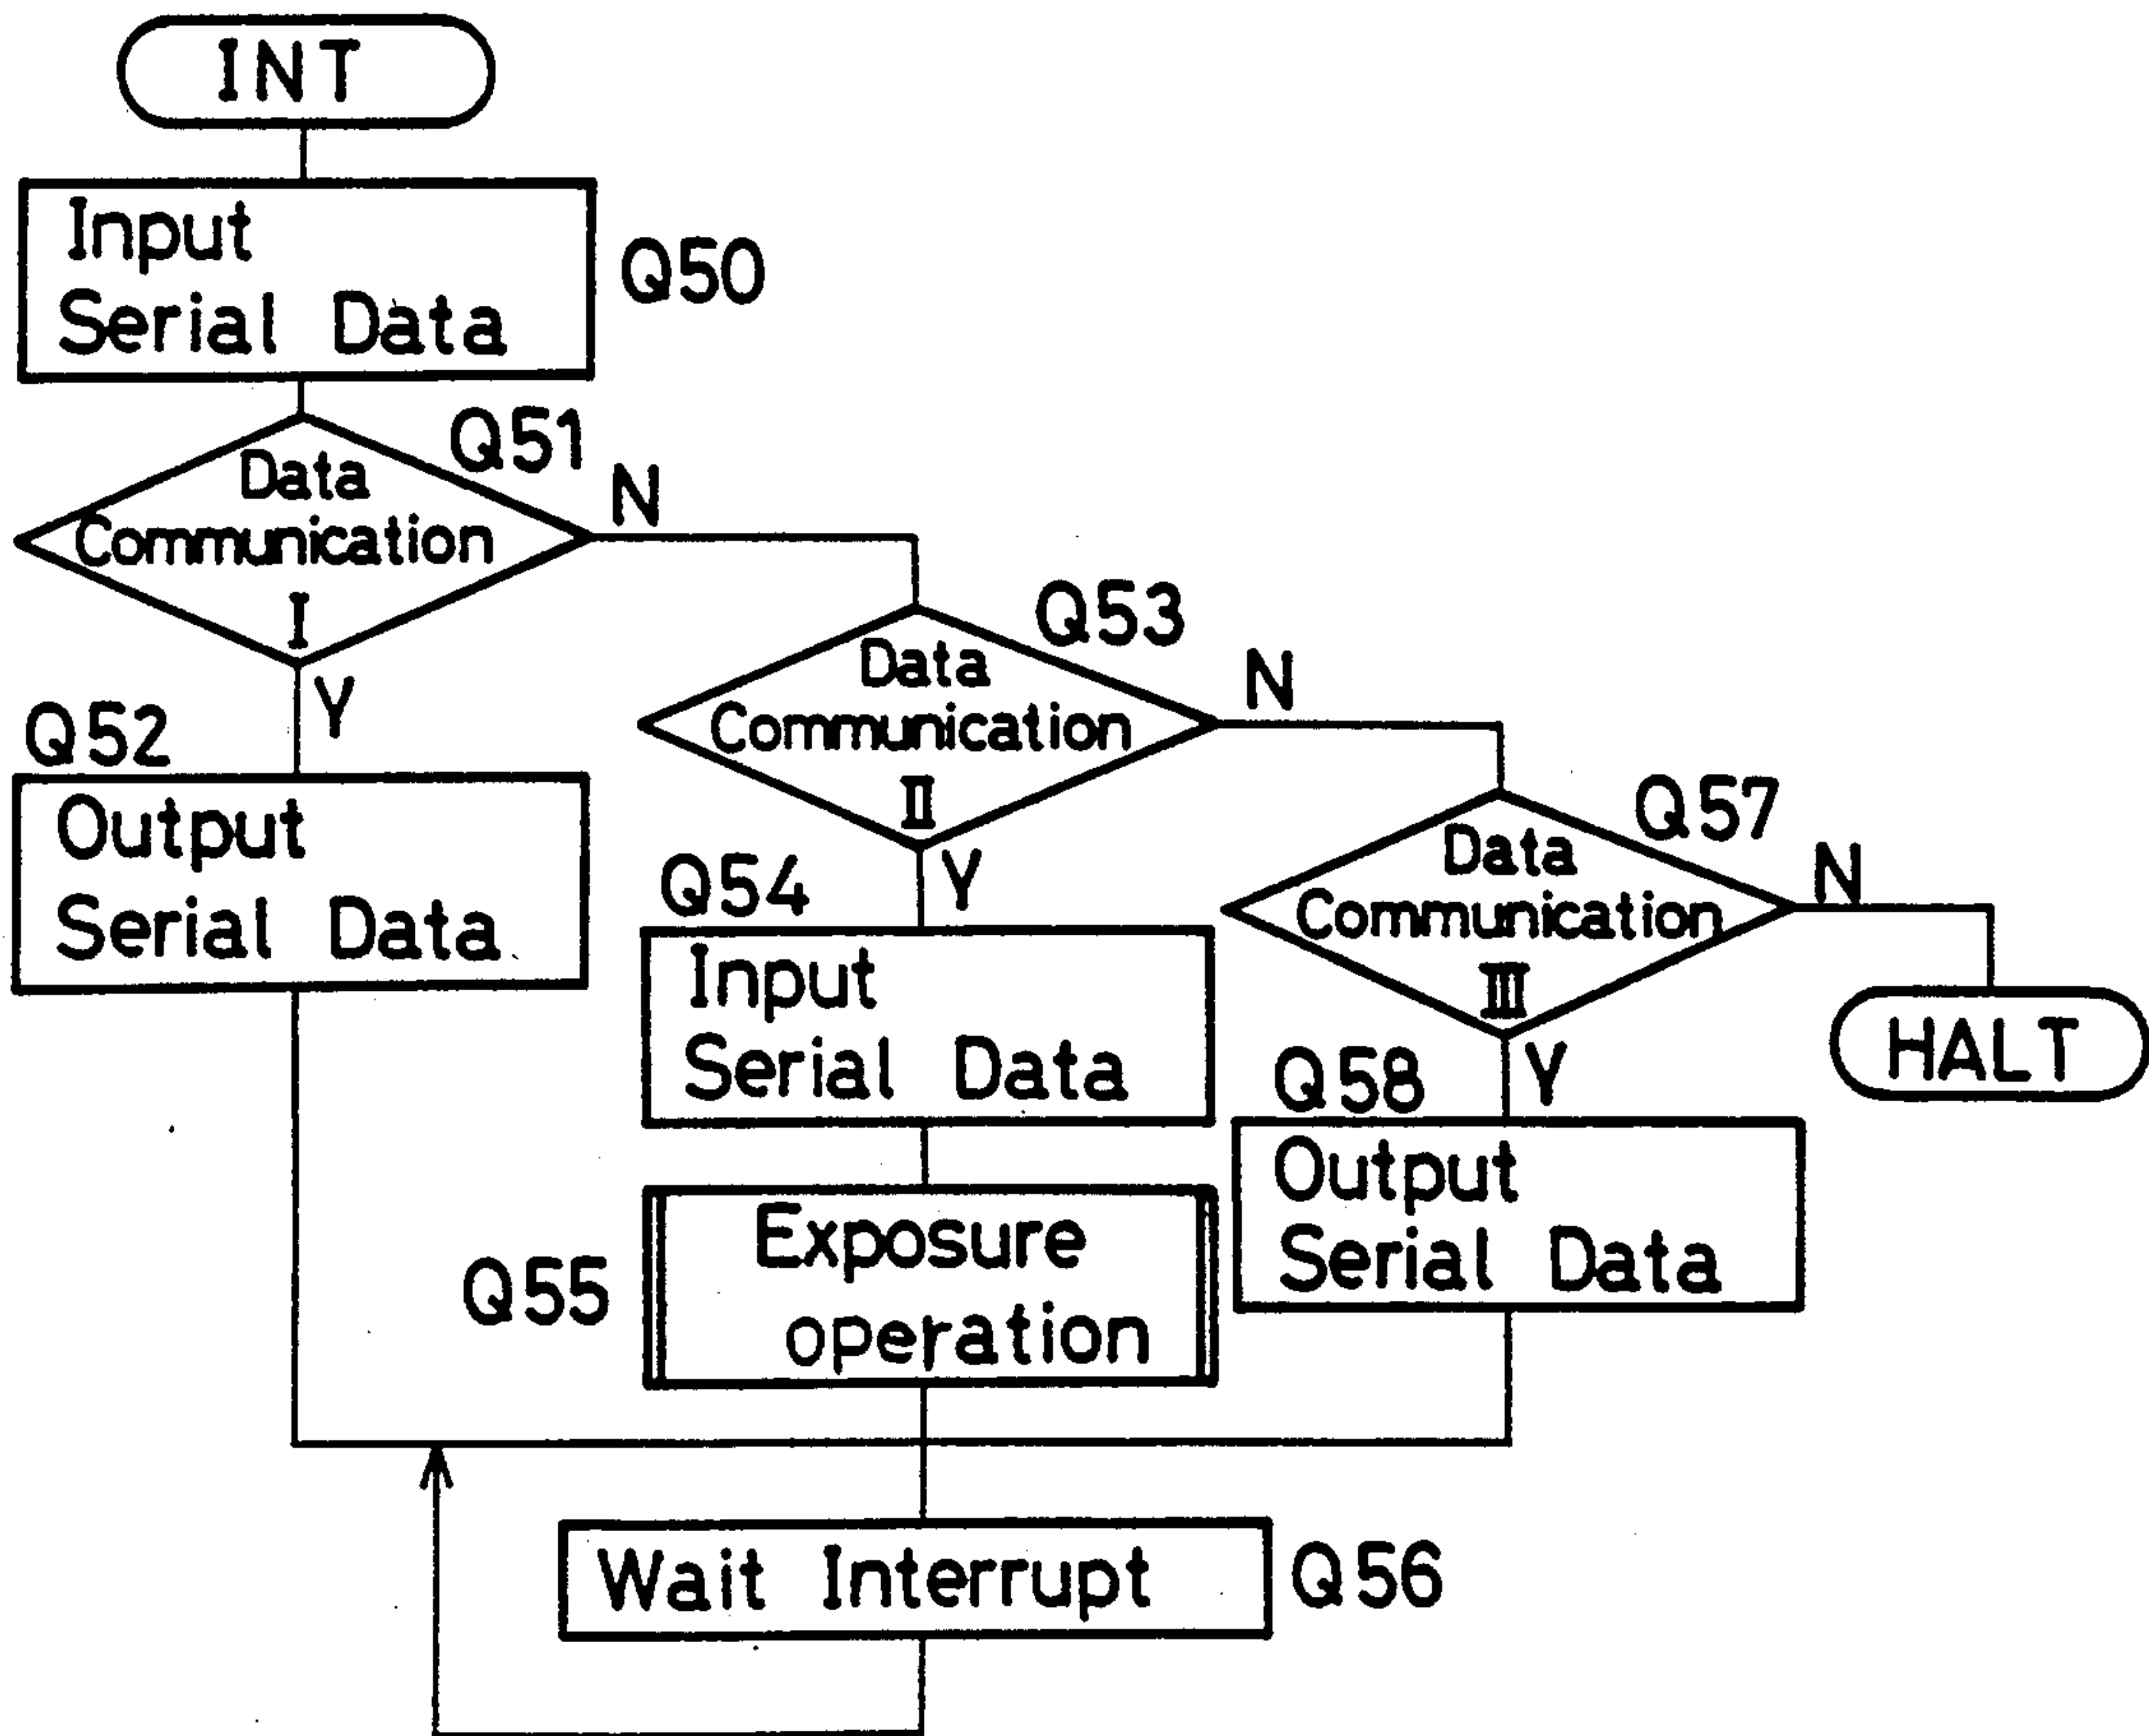 INT
Input
Serial Data
Q50
Q51
Data
Communication
I
N
Y
Q52
Output
Serial Data
Q53
Data
Communication
II
N
Y
Q54
Input
Serial Data
Q55
Exposure
operation
Q57
Data
Communication
III
N
HALT
Y
Q58
Output
Serial Data
Wait Interrupt
Q56